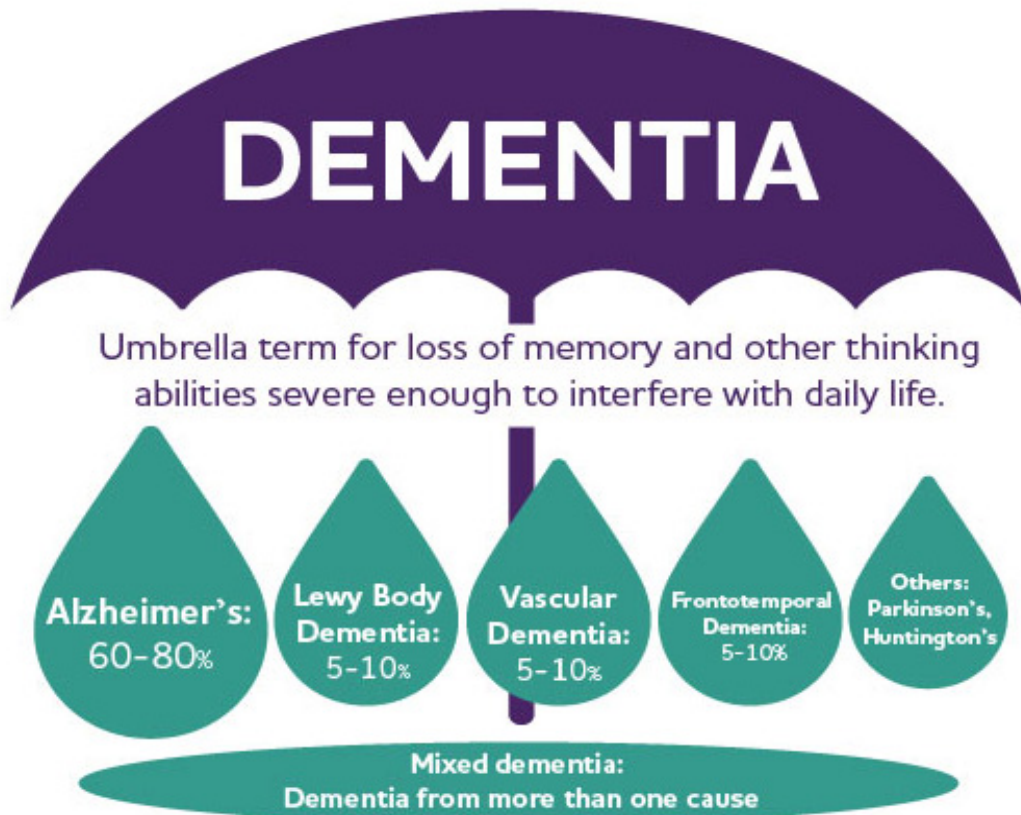 DEMENTIA
Umbrella term for loss of memory and other thinking
abilities severe enough to interfere with daily life.
Alzheimer's:
60-80%
Lewy Body
Dementia:
5-10%
Vascular
Dementia:
5-10%
Frontotemporal
Dementia:
5-10%
Others:
Parkinson's,
Huntington's
Mixed dementia:
Dementia from more than one cause